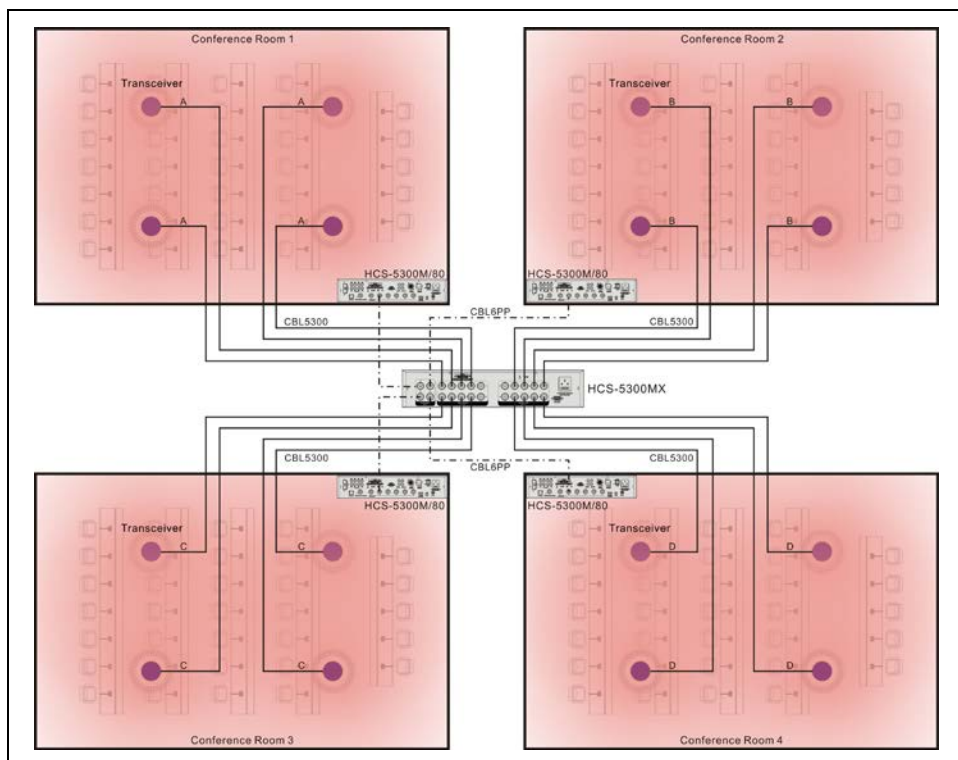 Conference Room 1
Conference Room 2
Transceiver
Transceiver
A
A
B
B
A
A
B
B
HCS-5300M/80
HCS-5300M/80
CBL6PP
CBL5300
CBL5300
HCS-5300MX
CBL5300
CBL6PP
CBL5300
HCS-5300M/80
HCS-5300M/80
Transceiver
Transceiver
C
C
D
D
C
C
D
D
Conference Room 3
Conference Room 4